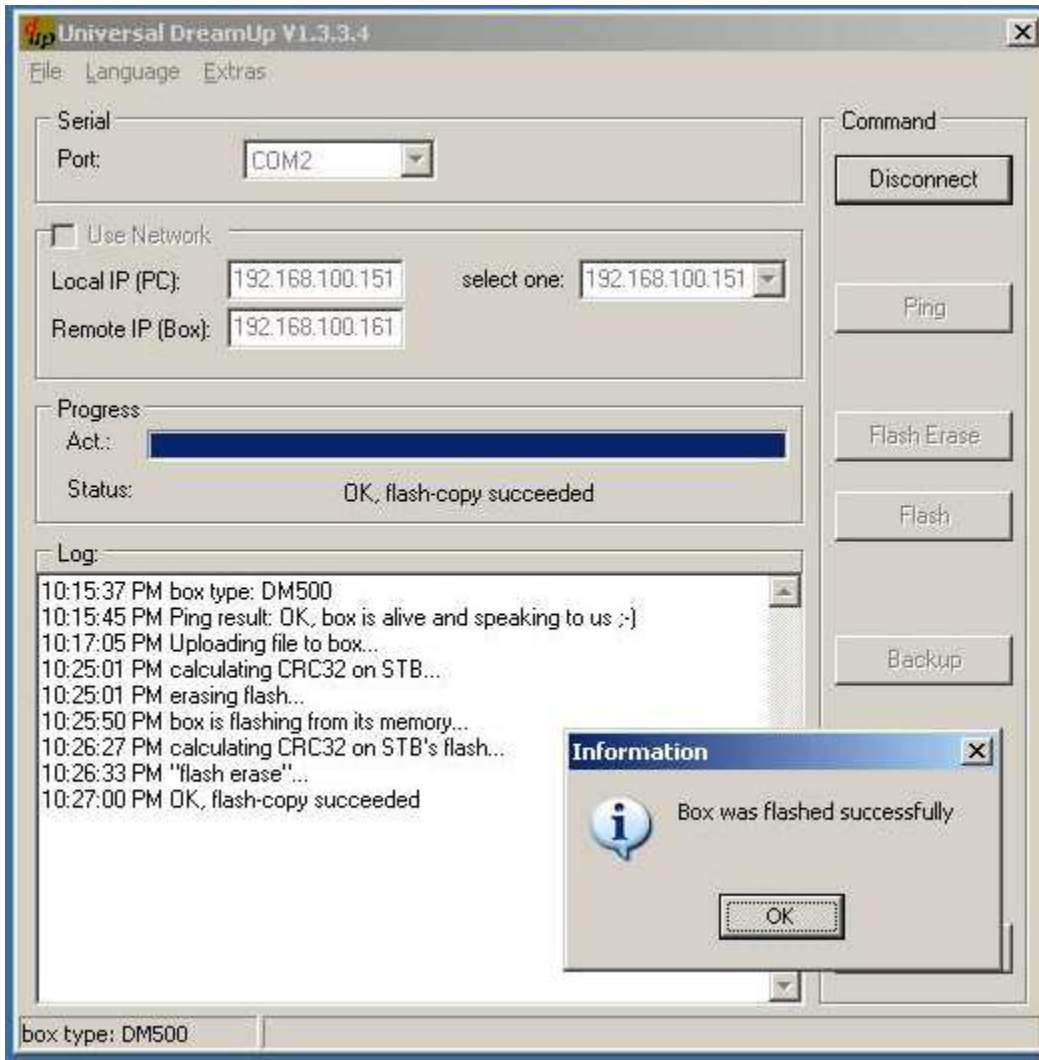 up Universal DreamUp V1.3.3.4
File Language Extras
Serial
Port: COM2
Use Network
Local IP (PC): 192.168.100.151 select one: 192.168.100.151
Remote IP (Box): 192.168.100.161
Progress
Act.:
Status: OK, flash-copy succeeded
Log:
10:15:37 PM box type: DM500
10:15:45 PM Ping result: OK, box is alive and speaking to us ;-)
10:17:05 PM Uploading file to box...
10:25:01 PM calculating CRC32 on STB...
10:25:01 PM erasing flash...
10:25:50 PM box is flashing from its memory...
10:26:27 PM calculating CRC32 on STB's flash...
10:26:33 PM "flash erase"...
10:27:00 PM OK, flash-copy succeeded
Command
Disconnect
Ping
Flash Erase
Flash
Backup
Information
Box was flashed successfully
OK
box type: DM500